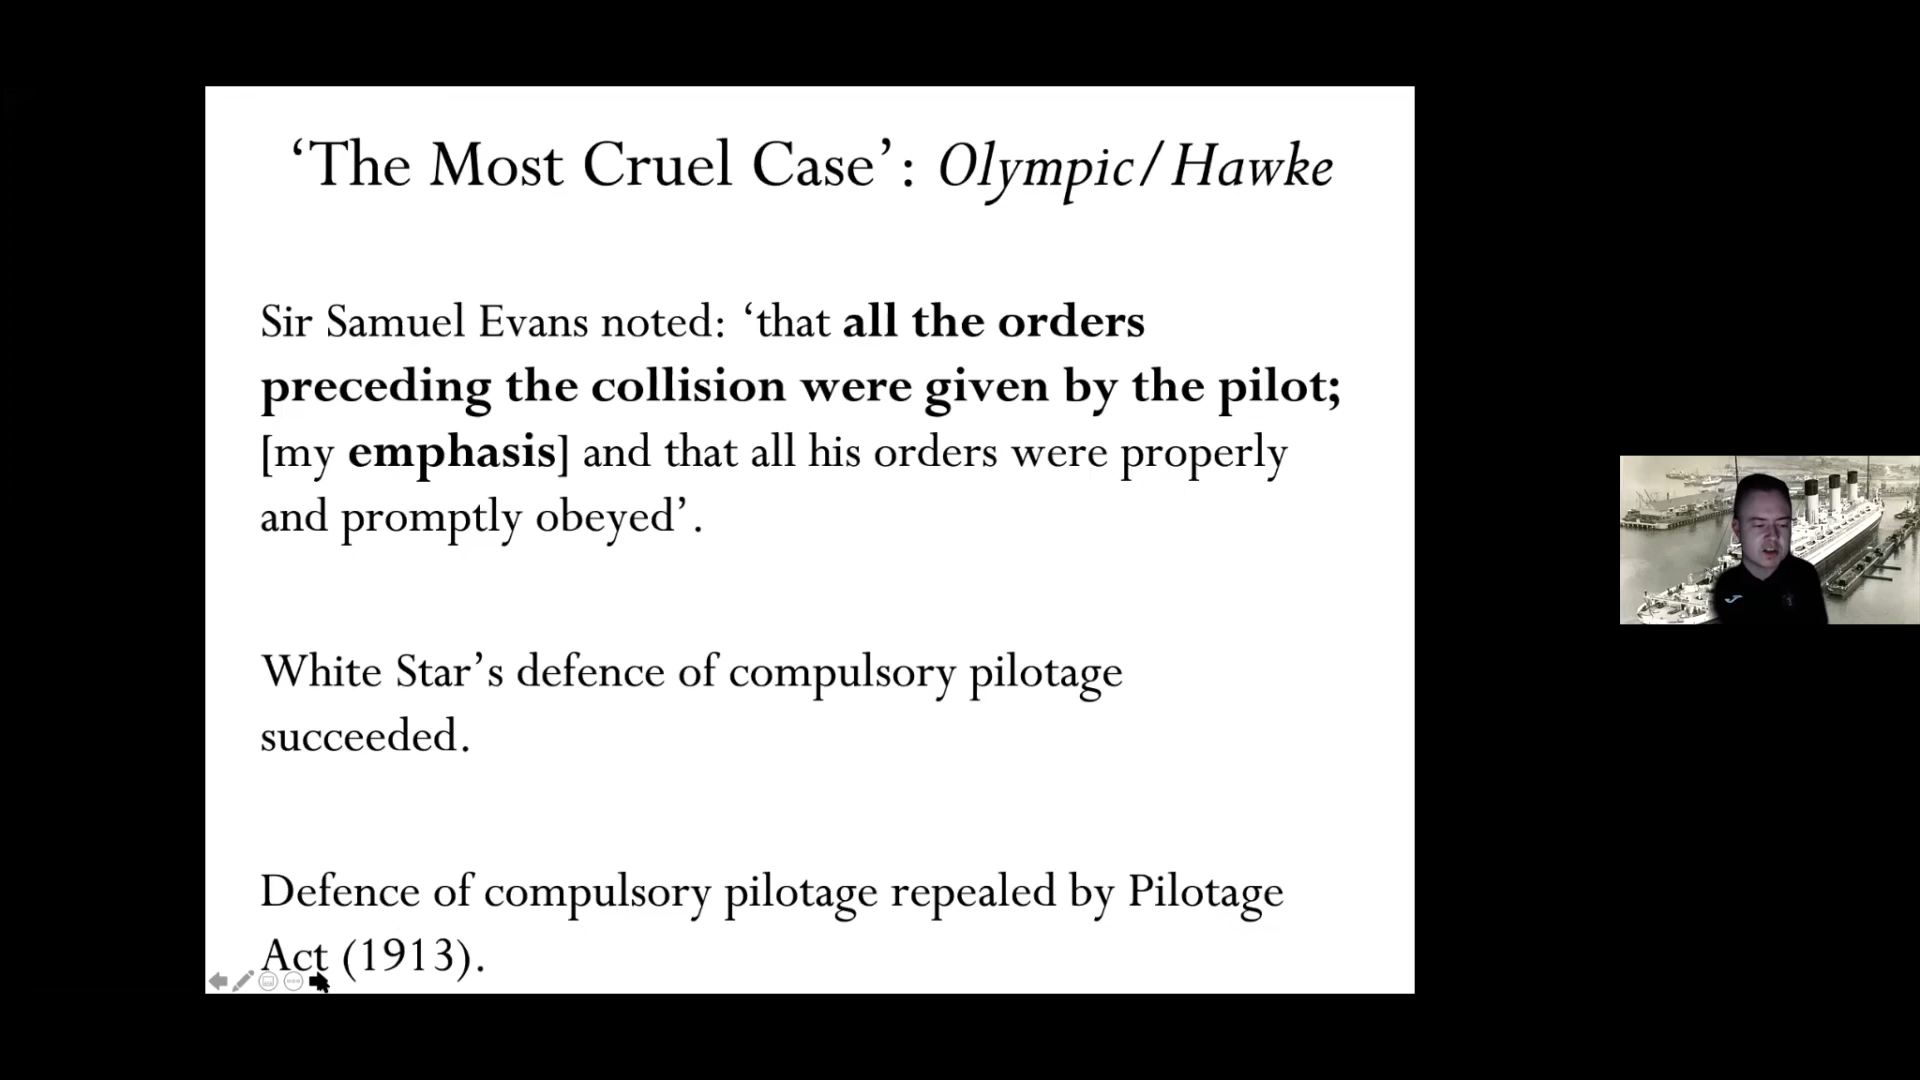 ‘The Most Cruel Case’: Olympic/Hawke
Sir Samuel Evans noted: ‘that all the orders
preceding the collision were given by the pilot;
[my emphasis] and that all his orders were properly
and promptly obeyed’.
White Star’s defence of compulsory pilotage
succeeded.
Defence of compulsory pilotage repealed by Pilotage
Act (1913).